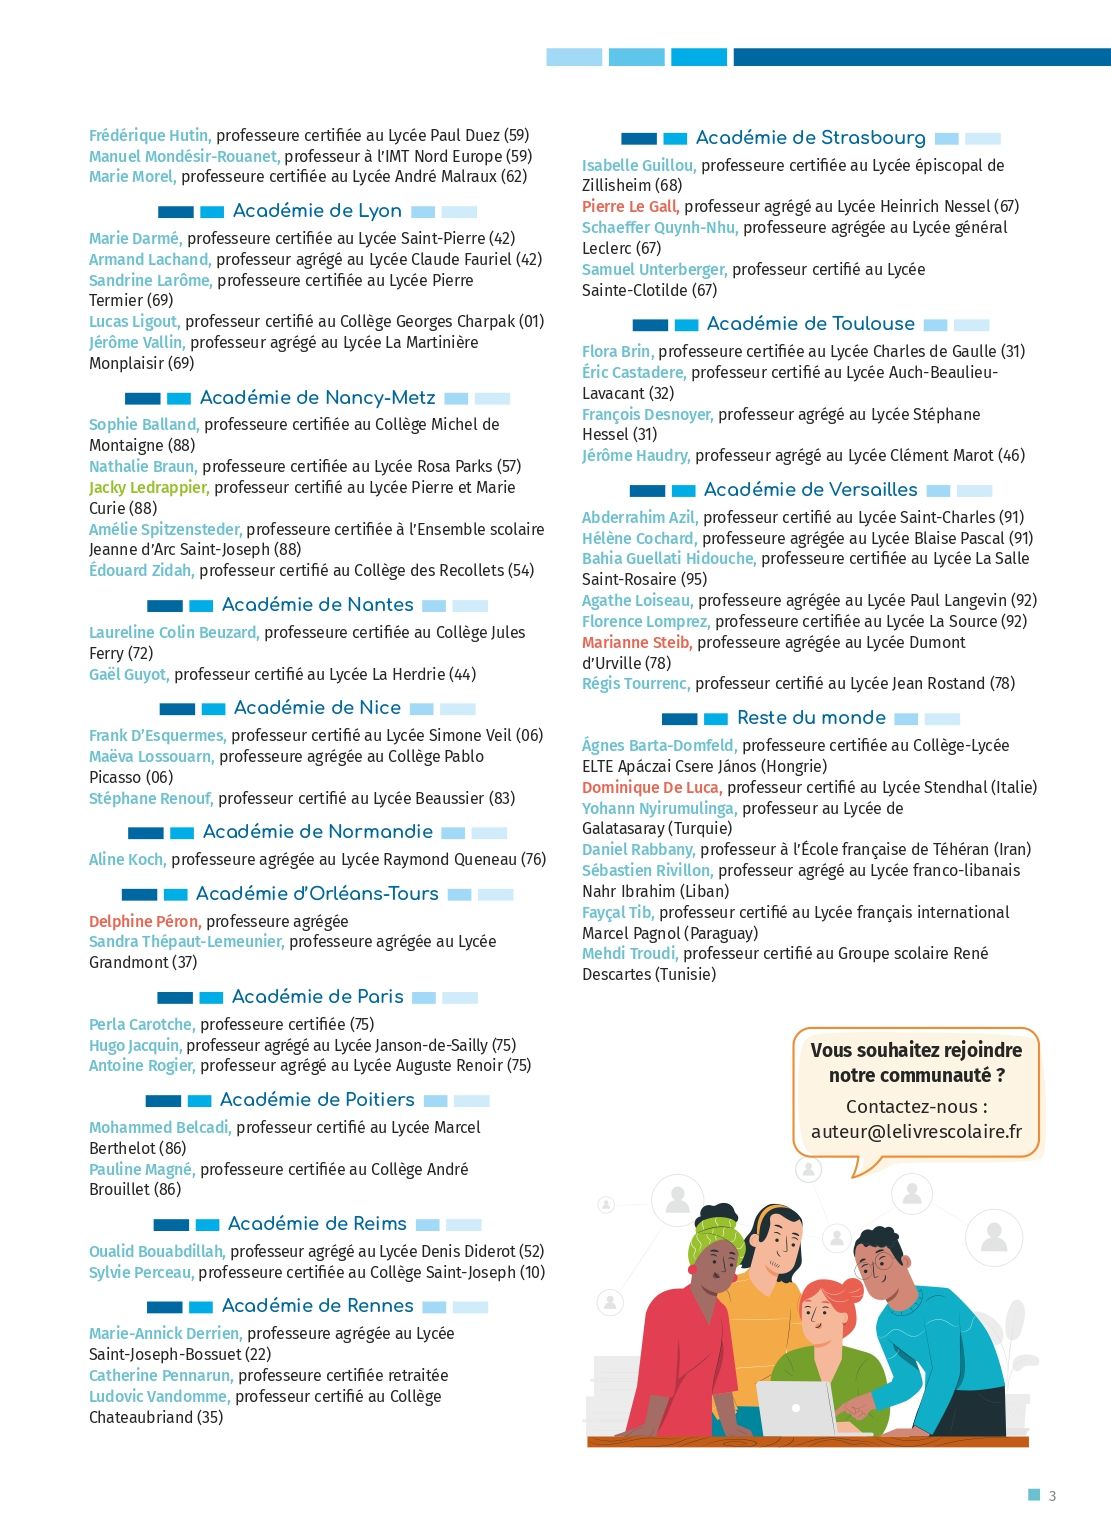 Frédérique Hutin, professeure certifiée au Lycée Paul Duez (59)
Manuel Mondésir-Rouanet, professeur à l'IMT Nord Europe (59)
Marie Morel, professeure certifiée au Lycée André Malraux (62)
Académie de Lyon
Marie Darmé, professeure certifiée au Lycée Saint-Pierre (42)
Armand Lachand, professeur agrégé au Lycée Claude Fauriel (42)
Sandrine Larôme, professeure certifiée au Lycée Pierre
Termier (69)
Lucas Ligout, professeur certifié au Collège Georges Charpak (01)
Jérôme Vallin, professeur agrégé au Lycée La Martinière
Monplaisir (69)
Académie de Nancy-Metz
Sophie Balland, professeure certifiée au Collège Michel de
Montaigne (88)
Nathalie Braun, professeure certifiée au Lycée Rosa Parks (57)
Jacky Ledrappier, professeur certifié au Lycée Pierre et Marie
Curie (88)
Amélie Spitzensteder, professeure certifiée à l'Ensemble scolaire
Jeanne d'Arc Saint-Joseph (88)
Édouard Zidah, professeur certifié au Collège des Recollets (54)
Académie de Nantes
Laureline Colin Beuzard, professeure certifiée au Collège Jules
Ferry (72)
Gaël Guyot, professeur certifié au Lycée La Herdrie (44)
Académie de Nice
Frank D'Esquermes, professeur certifié au Lycée Simone Veil (06)
Maëva Lossouarn, professeure agrégée au Collège Pablo
Picasso (06)
Stéphane Renouf, professeur certifié au Lycée Beaussier (83)
Académie de Normandie
Aline Koch, professeure agrégée au Lycée Raymond Queneau (76)
Académie d'Orléans-Tours
Delphine Péron, professeure agrégée
Sandra Thépaut-Lemeunier, professeure agrégée au Lycée
Grandmont (37)
Académie de Paris
Perla Carotche, professeure certifiée (75)
Hugo Jacquin, professeur agrégé au Lycée Janson-de-Sailly (75)
Antoine Rogier, professeur agrégé au Lycée Auguste Renoir (75)
Académie de Poitiers
Mohammed Belcadi, professeur certifié au Lycée Marcel
Berthelot (86)
Pauline Magné, professeure certifiée au Collège André
Brouillet (86)
Académie de Reims
Oualid Bouabdillah, professeur agrégé au Lycée Denis Diderot (52)
Sylvie Perceau, professeure certifiée au Collège Saint-Joseph (10)
Académie de Rennes
Marie-Annick Derrien, professeure agrégée au Lycée
Saint-Joseph-Bossuet (22)
Catherine Pennarun, professeure certifiée retraitée
Ludovic Vandomme, professeur certifié au Collège
Chateaubriand (35)
Académie de Strasbourg
Isabelle Guillou, professeure certifiée au Lycée épiscopal de
Zillisheim (68)
Pierre Le Gall, professeur agrégé au Lycée Heinrich Nessel (67)
Schaeffer Quynh-Nhu, professeure agrégée au Lycée général
Leclerc (67)
Samuel Unterberger, professeur certifié au Lycée
Sainte-Clotilde (67)
Académie de Toulouse
Flora Brin, professeure certifiée au Lycée Charles de Gaulle (31)
Éric Castadere, professeur certifié au Lycée Auch-Beaulieu-
Lavacant (32)
François Desnoyer, professeur agrégé au Lycée Stéphane
Hessel (31)
Jérôme Haudry, professeur agrégé au Lycée Clément Marot (46)
Académie de Versailles
Abderrahim Azil, professeur certifié au Lycée Saint-Charles (91)
Hélène Cochard, professeure agrégée au Lycée Blaise Pascal (91)
Bahia Guellati Hidouche, professeure certifiée au Lycée La Salle
Saint-Rosaire (95)
Agathe Loiseau, professeure agrégée au Lycée Paul Langevin (92)
Florence Lomprez, professeure certifiée au Lycée La Source (92)
Marianne Steib, professeure agrégée au Lycée Dumont
d'Urville (78)
Régis Tourrenc, professeur certifié au Lycée Jean Rostand (78)
Reste du monde
Ágnes Barta-Domfeld, professeure certifiée au Collège-Lycée
ELTE Apáczai Csere János (Hongrie)
Dominique De Luca, professeur certifié au Lycée Stendhal (Italie)
Yohann Nyirumulinga, professeur au Lycée de
Galatasaray (Turquie)
Daniel Rabbany, professeur à l'École française de Téhéran (Iran)
Sébastien Rivillon, professeur agrégé au Lycée franco-libanais
Nahr Ibrahim (Liban)
Fayçal Tib, professeur certifié au Lycée français international
Marcel Pagnol (Paraguay)
Mehdi Troudi, professeur certifié au Groupe scolaire René
Descartes (Tunisie)
Vous souhaitez rejoindre
notre communauté ?
Contactez-nous :
auteur@lelivrescolaire.fr
3